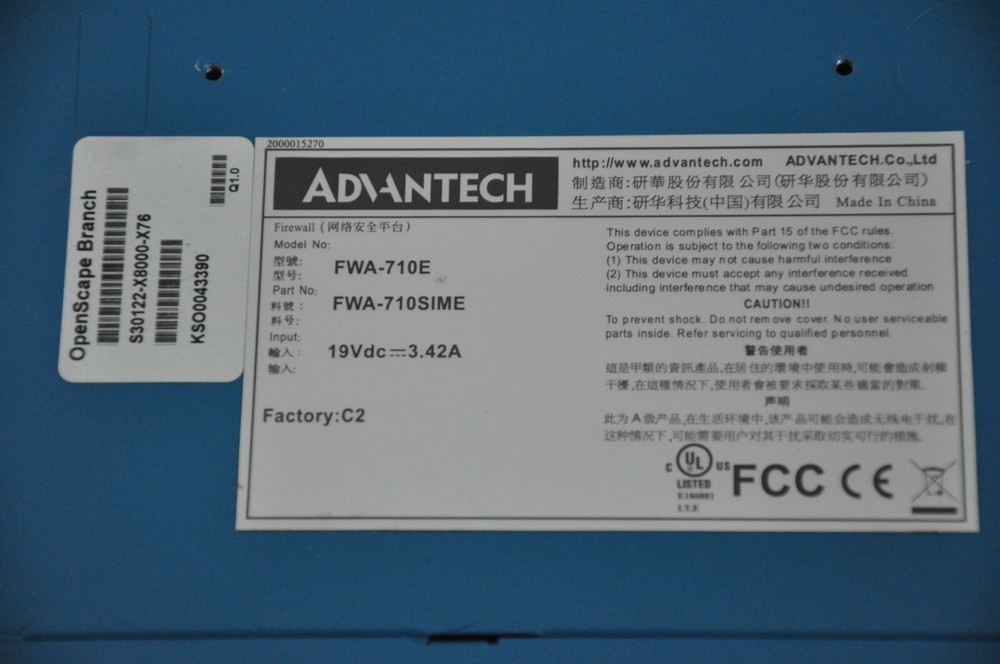 OpenScape Branch
S30122-X8000-X76
KSO0043390
Q1.0
2000015270
ADVANTECH
http://www.advantech.com ADVANTECH.Co.,Ltd
制造商:研華股份有限公司(研华股份有限公司)
生产商:研华科技(中国)有限公司 Made In China
Firewall (网络安全平台)
Model No:
型號:
型号:
FWA-710E
Part No:
料號:
料号:
FWA-710SIME
Input:
輸入:
输入:
19Vdc⎓3.42A
Factory:C2
This device complies with Part 15 of the FCC rules.
Operation is subject to the following two conditions:
(1) This device may not cause harmful interference
(2) This device must accept any interference received.
including interference that may cause undesired operation
CAUTION!!
To prevent shock. Do not remove cover. No user serviceable
parts inside. Refer servicing to qualified personnel.
警告使用者
這是甲類的資訊產品,在居住的環境中使用時,可能會造成射頻
干擾,在這種情況下,使用者會被要求採取某些適當的對策.
声明
此为A级产品,在生活环境中,该产品可能会造成无线电干扰,在
这种情况下,可能需要用户对其干扰采取切实可行的措施.
C UL US
LISTED
E180881
I.T.E
FCC CE